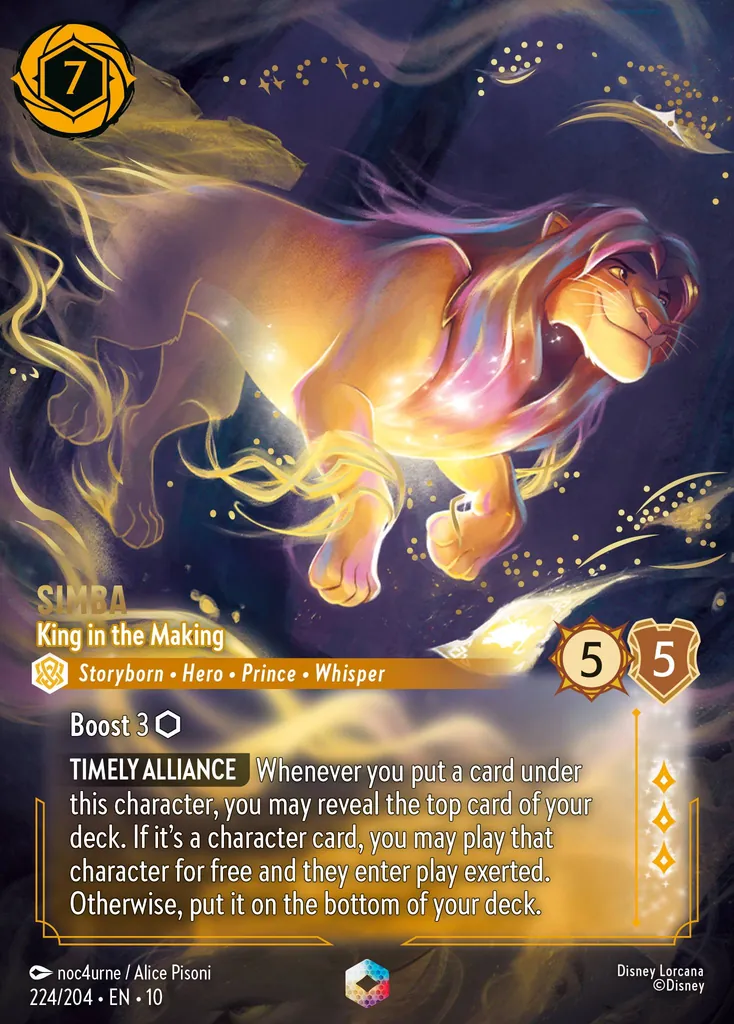 7
SIMBA
King in the Making
Storyborn • Hero • Prince • Whisper
5 5
Boost 3
TIMELY ALLIANCE Whenever you put a card under
this character, you may reveal the top card of your
deck. If it's a character card, you may play that
character for free and they enter play exerted.
Otherwise, put it on the bottom of your deck.
noc4urne / Alice Pisoni
224/204 • EN • 10
Disney Lorcana
©Disney